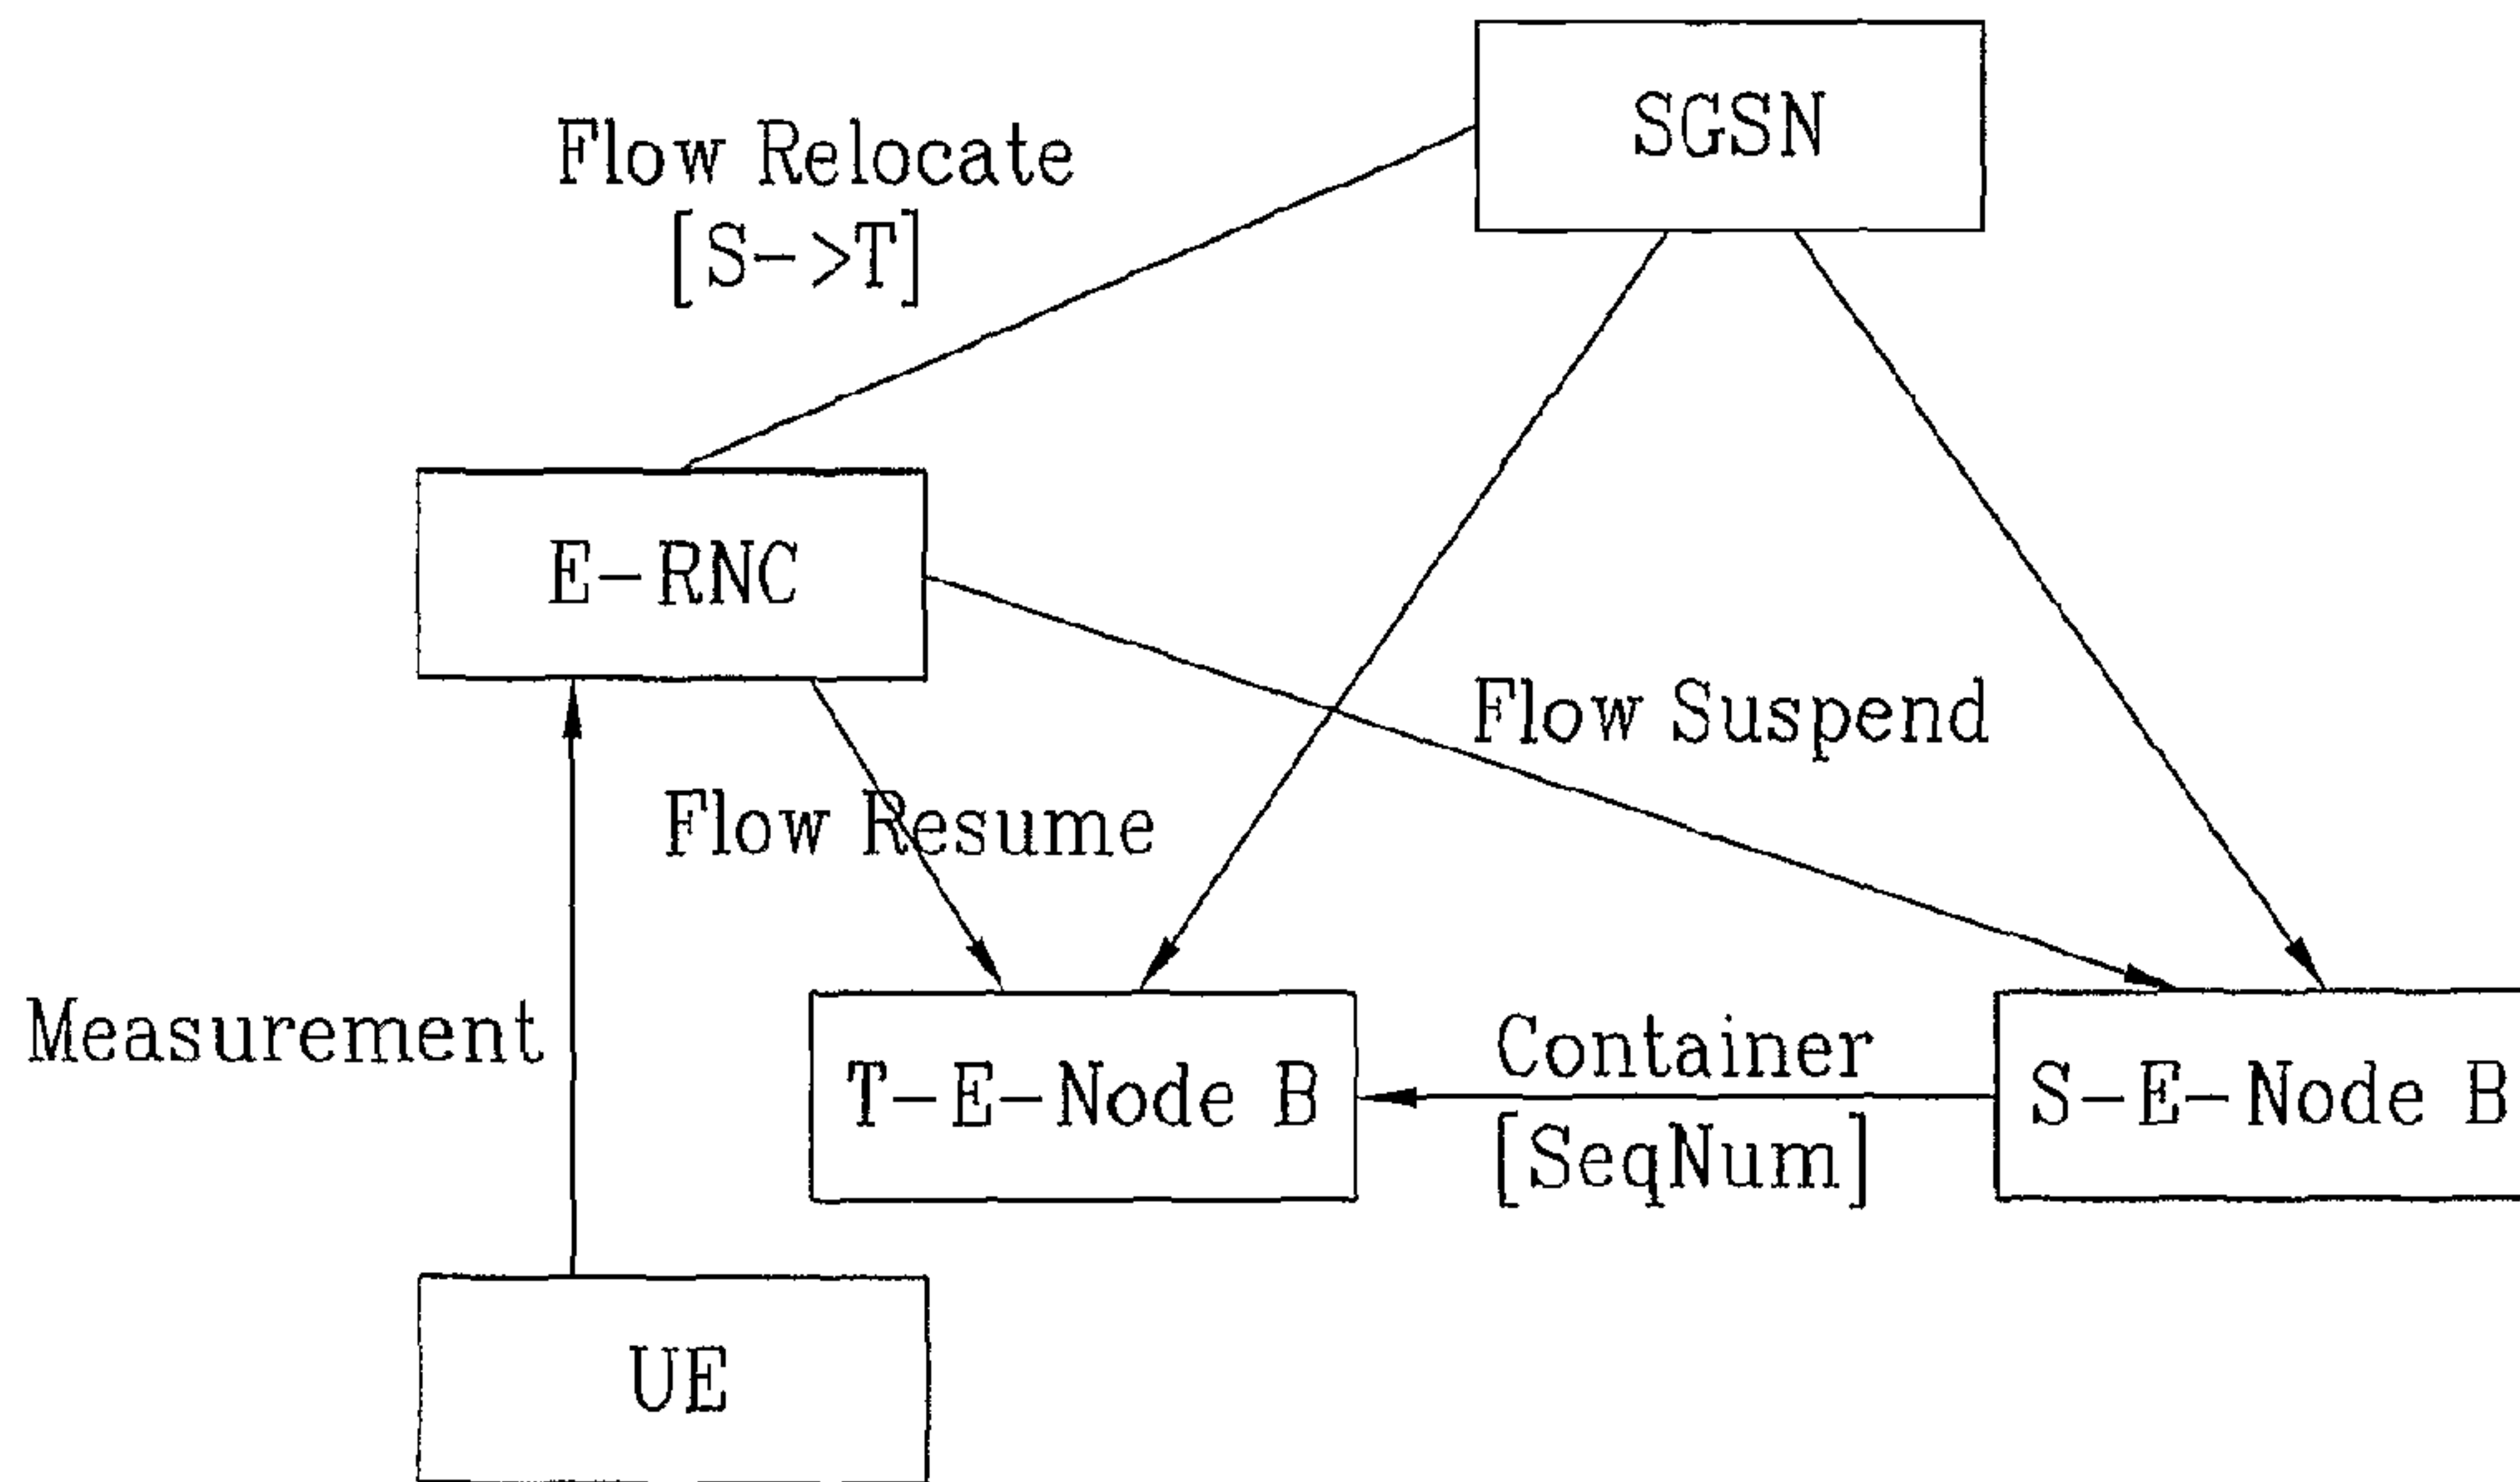 SGSN
Flow Relocate
[S->T]
E-RNC
Flow Suspend
Flow Resume
Measurement
Container
T-E-Node B
S-E-Node B
[SeqNum]
UE